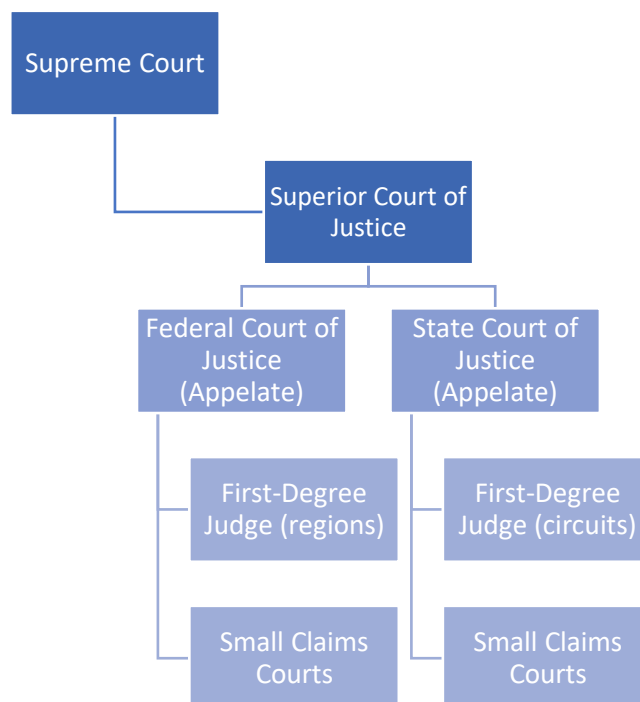 Supreme Court
Superior Court of
Justice
Federal Court of
Justice
(Appelate)
State Court of
Justice
(Appelate)
First-Degree
Judge (regions)
First-Degree
Judge (circuits)
Small Claims
Courts
Small Claims
Courts